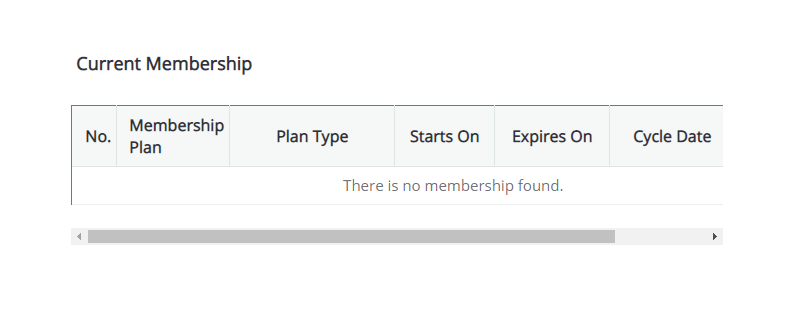 Current Membership
No. Membership Plan Plan Type Starts On Expires On Cycle Date
There is no membership found.